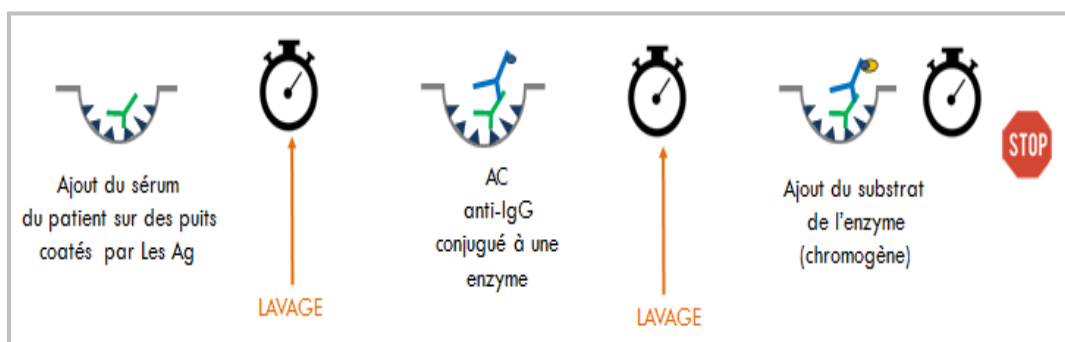 Ajout du sérum
du patient sur des puits
coatés par Les Ag
LAVAGE
AC
anti-IgG
conjugué à une
enzyme
LAVAGE
Ajout du substrat
de l'enzyme
(chromogène)
STOP